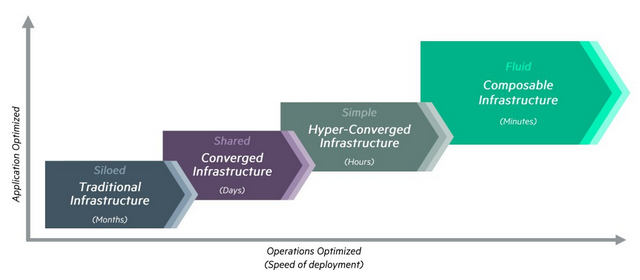 Fluid
Composable
Infrastructure
(Minutes)
Simple
Hyper-Converged
Infrastructure
(Hours)
Shared
Converged
Infrastructure
(Days)
Siloed
Traditional
Infrastructure
(Months)
Application Optimized
Operations Optimized
(Speed of deployment)